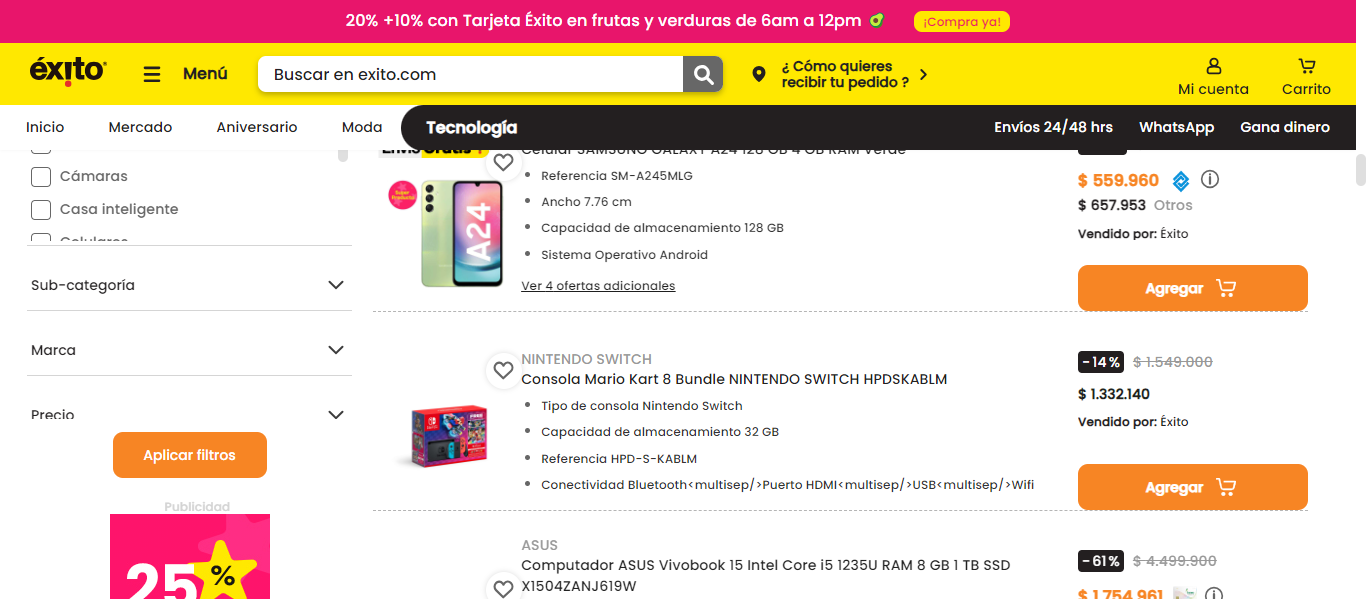 20% +10% con Tarjeta Éxito en frutas y verduras de 6am a 12pm
¡Compra ya!
éxito
Menú
Buscar en exito.com
¿ Cómo quieres
recibir tu pedido ?
Mi cuenta
Carrito
Inicio
Mercado
Aniversario
Moda
Tecnología
Envíos 24/48 hrs
WhatsApp
Gana dinero
Cámaras
Casa inteligente
Celulares
Sub-categoría
Marca
Precio
Aplicar filtros
Publicidad
25%
Envío Gratis
Celular SAMSUNG GALAXY A24 128 GB 4 GB RAM Verde
Super
Producto
A24
Referencia SM-A245MLG
Ancho 7.76 cm
Capacidad de almacenamiento 128 GB
Sistema Operativo Android
Ver 4 ofertas adicionales
$ 559.960
$ 657.953 Otros
Vendido por: Éxito
Agregar
NINTENDO SWITCH
Consola Mario Kart 8 Bundle NINTENDO SWITCH HPDSKABLM
Tipo de consola Nintendo Switch
Capacidad de almacenamiento 32 GB
Referencia HPD-S-KABLM
Conectividad Bluetooth<multisep/>Puerto HDMI<multisep/>USB<multisep/>Wifi
-14% $ 1.549.000
$ 1.332.140
Vendido por: Éxito
Agregar
ASUS
Computador ASUS Vivobook 15 Intel Core i5 1235U RAM 8 GB 1 TB SSD
X1504ZANJ619W
-61% $ 4.499.900
$ 1.754.961